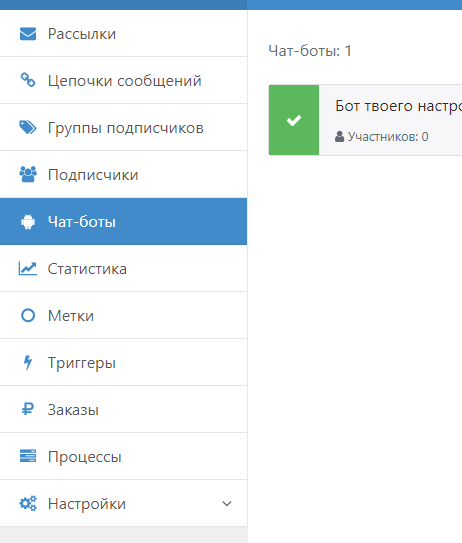 Рассылки
Цепочки сообщений
Группы подписчиков
Подписчики
Чат-боты
Статистика
Метки
Триггеры
Заказы
Процессы
Настройки
Чат-боты: 1
Бот твоего настро
Участников: 0